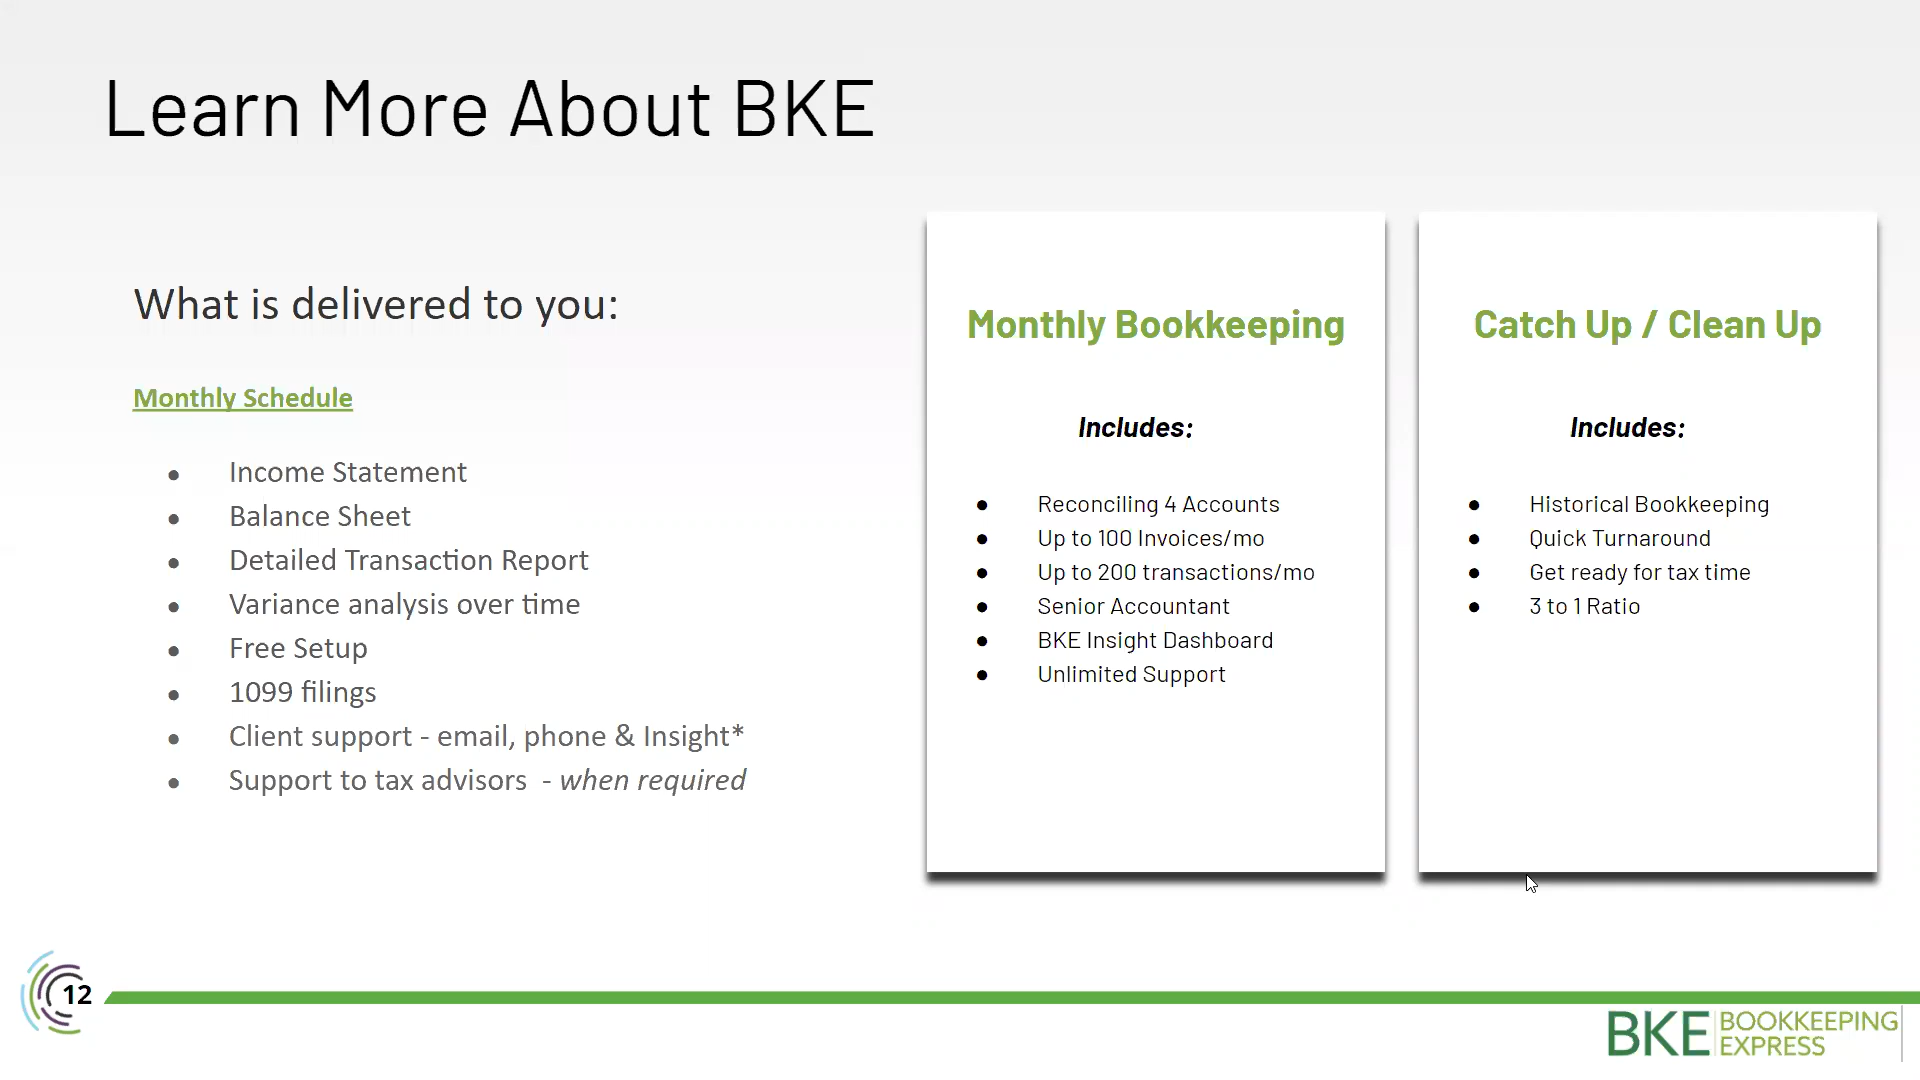 Learn More About BKE
What is delivered to you:
Monthly Schedule
● Income Statement
● Balance Sheet
● Detailed Transaction Report
● Variance analysis over time
● Free Setup
● 1099 filings
● Client support - email, phone & Insight*
● Support to tax advisors - when required
Monthly Bookkeeping
Includes:
● Reconciling 4 Accounts
● Up to 100 Invoices/mo
● Up to 200 transactions/mo
● Senior Accountant
● BKE Insight Dashboard
● Unlimited Support
Catch Up / Clean Up
Includes:
● Historical Bookkeeping
● Quick Turnaround
● Get ready for tax time
● 3 to 1 Ratio
12
BKE BOOKKEEPING
EXPRESS